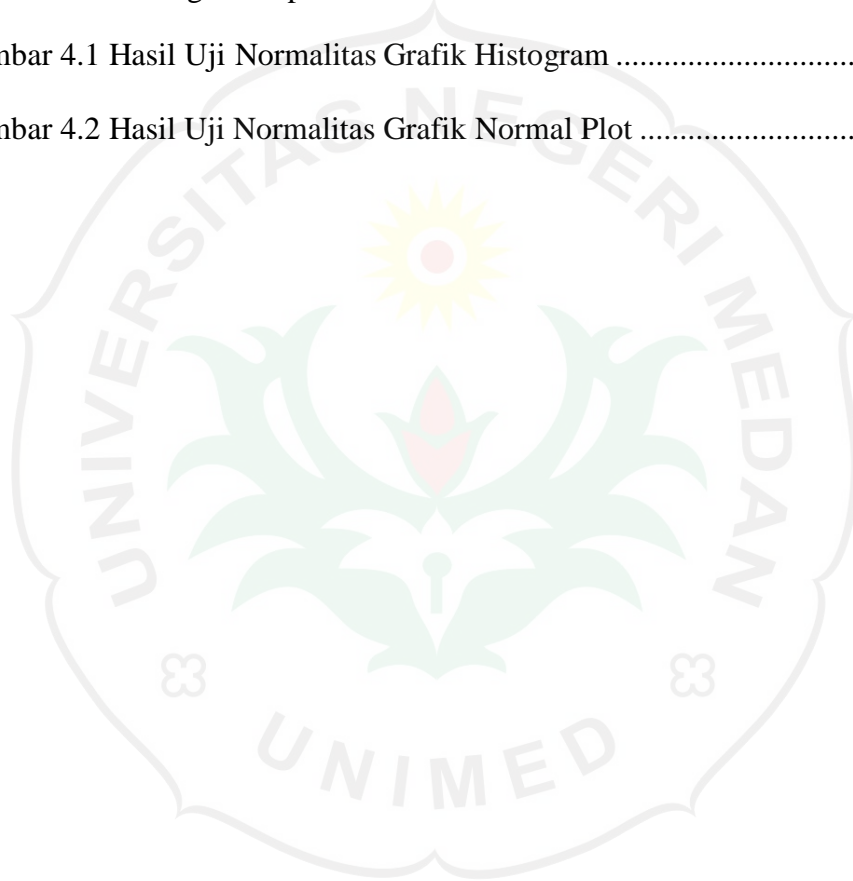 mbar 4.1 Hasil Uji Normalitas Grafik Histogram ..............................
mbar 4.2 Hasil Uji Normalitas Grafik Normal Plot ...........................
UNIVERSITAS NEGERI MEDAN
UNIMED